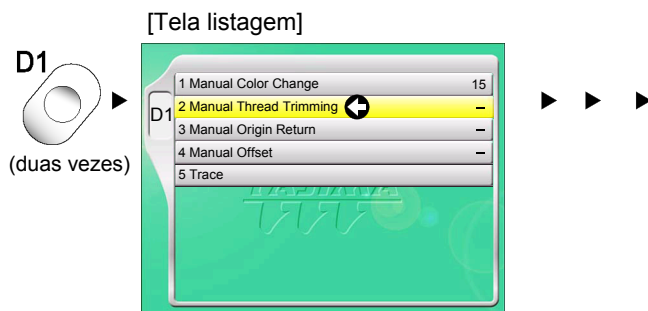 [Tela listagem]
D1
(duas vezes)
D1
1 Manual Color Change 15
2 Manual Thread Trimming –
3 Manual Origin Return –
4 Manual Offset –
5 Trace
TAJIMA